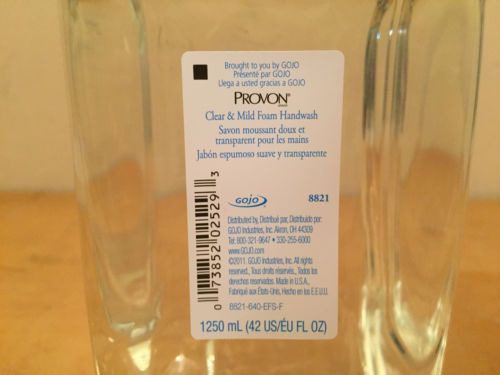 Brought to you by GOJO
Présenté par GOJO
Llega a usted gracias a GOJO
PROVON®
Clear & Mild Foam Handwash
Savon moussant doux et
transparent pour les mains
Jabón espumoso suave y transparente
GOJO 8821
Distributed by, Distribué par, Distribuido por:
GOJO Industries, Inc. Akron, OH 44309
Tel: 800-321-9647 • 330-255-6000
www.GOJO.com
©2011. GOJO Industries, Inc. All rights
reserved., Tous droits réservés., Todos los
derechos reservados. Made in U.S.A.,
Fabriqué aux États-Unis, Hecho en los E.E.U.U.
8821-640-EFS-F
0 73852 02529 3
1250 mL (42 US/ÉU FL OZ)